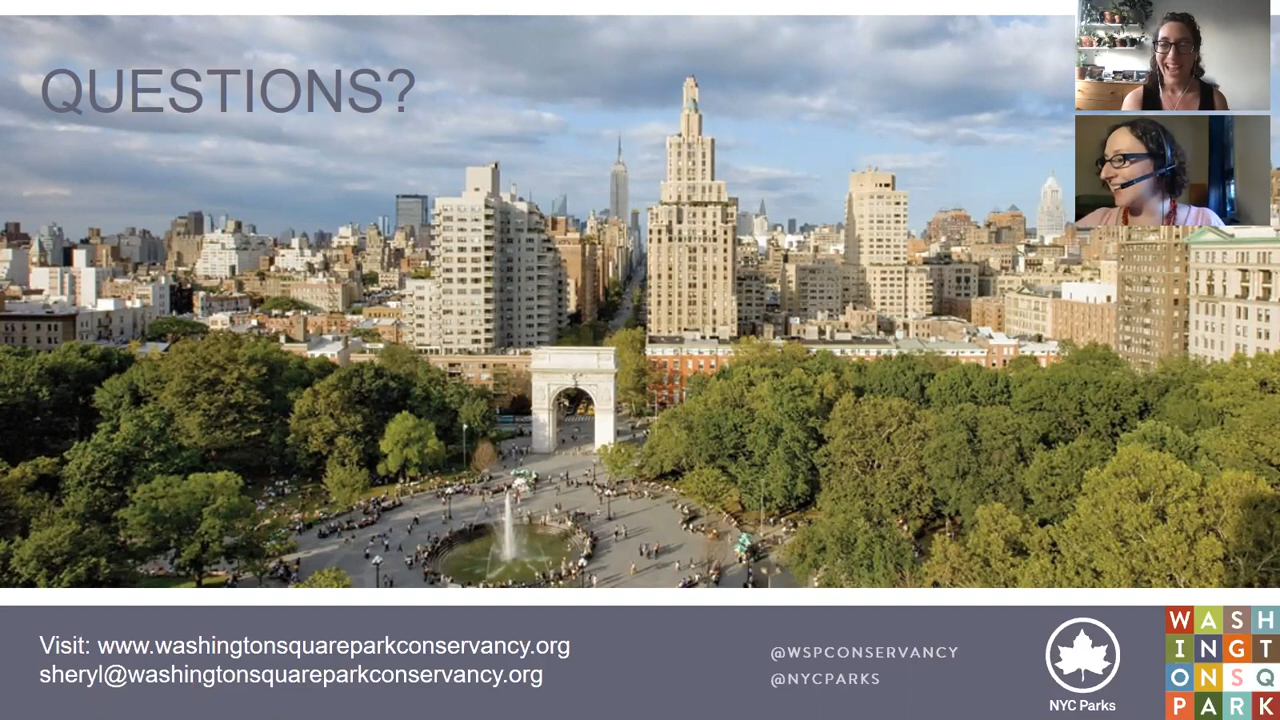 QUESTIONS?
Visit: www.washingtonsquareparkconservancy.org
sheryl@washingtonsquareparkconservancy.org
@WSPCONSERVANCY
@NYCPARKS
NYC Parks
WASH
INGT
ONSQ
PARK